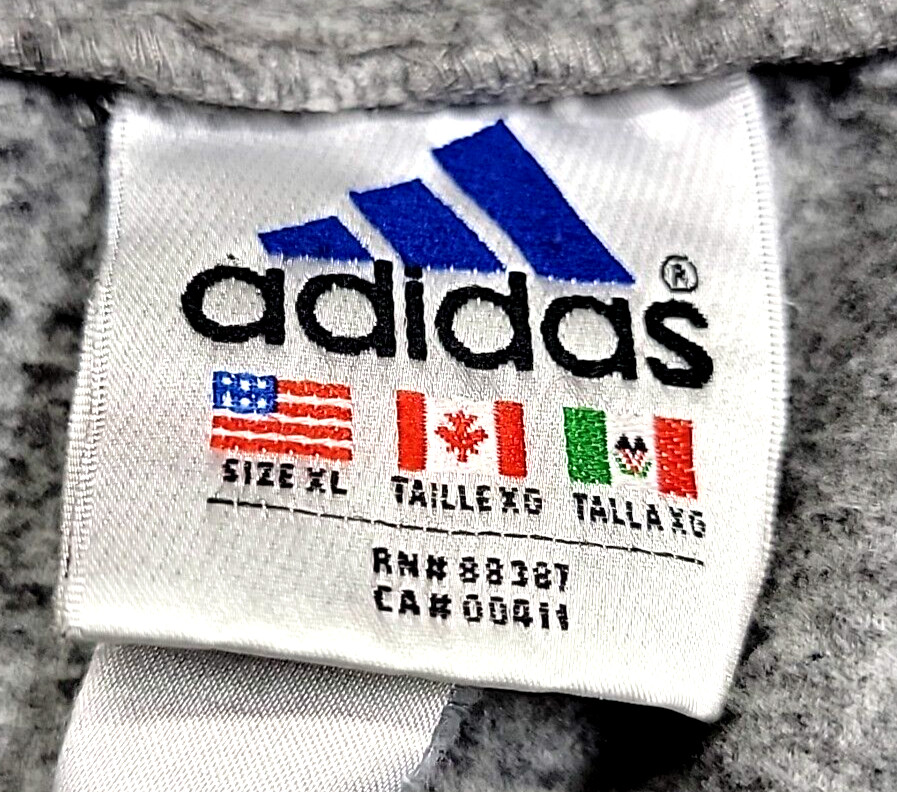 adidas®
SIZE XL TAILLE XG TALLA XG
RN# 88387
CA# 00411